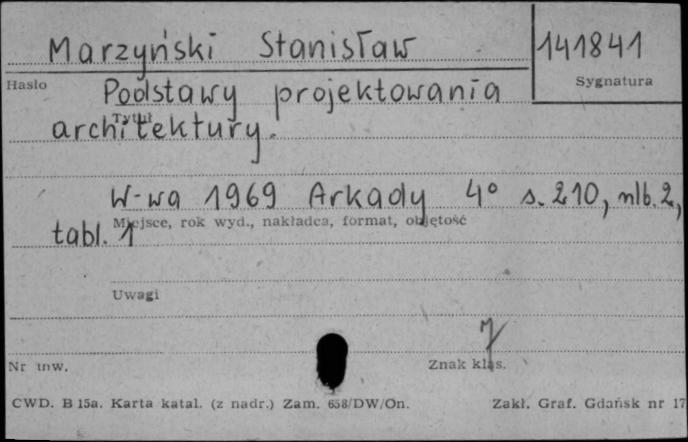 Marzyński Stanisław 141841
Hasło Sygnatura
Podstawy projektowania
Tytuł
architektury.
W-wa 1969 Arkady 4° s. 210, nlb. 2,
Miejsce, rok wyd., nakładca, format, objętość
tabl. 1
Uwagi
Nr inw. Znak klas.
CWD. B 15a. Karta katal. (z nadr.) Zam. 658/DW/On. Zakł. Graf. Gdańsk nr 17